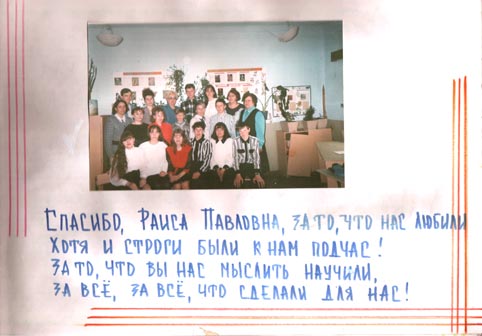 Спасибо, Раиса Павловна, за то, что нас любили
Хотя и строги были к нам подчас!
За то, что вы нас мыслить научили,
За всё, за всё, что сделали для нас!